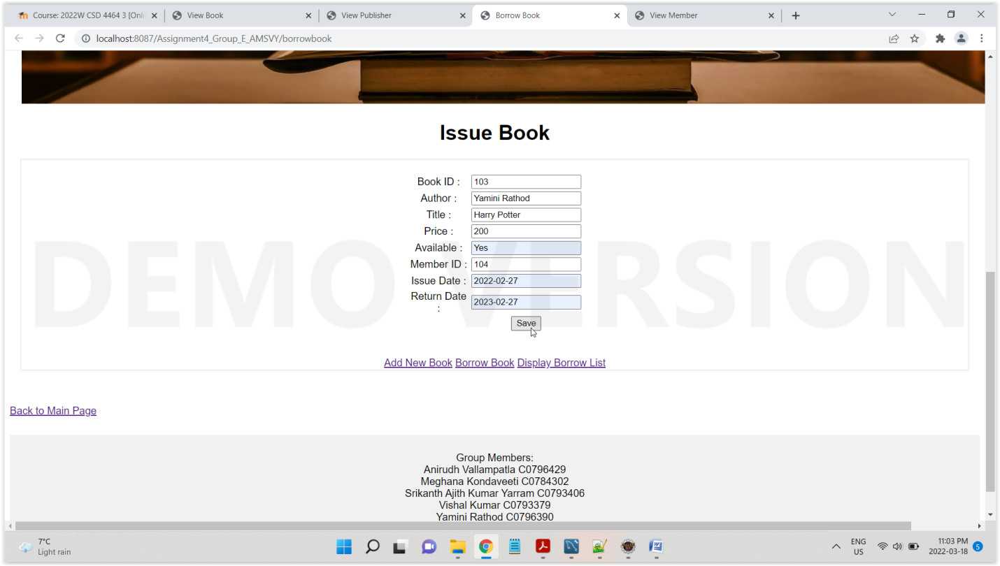 Course: 2022W CSD 4464 3 [Onli
View Book
View Publisher
Borrow Book
View Member
localhost:8087/Assignment4_Group_E_AMSVY/borrowbook
Issue Book
Book ID : 103
Author : Yamini Rathod
Title : Harry Potter
Price : 200
Available : Yes
Member ID : 104
Issue Date : 2022-02-27
Return Date : 2023-02-27
Save
DEMO VERSION
Add New Book Borrow Book Display Borrow List
Back to Main Page
Group Members:
Anirudh Vallampatla C0796429
Meghana Kondaveeti C0784302
Srikanth Ajith Kumar Yarram C0793406
Vishal Kumar C0793379
Yamini Rathod C0796390
7°C
Light rain
ENG
US
11:03 PM
2022-03-18
5